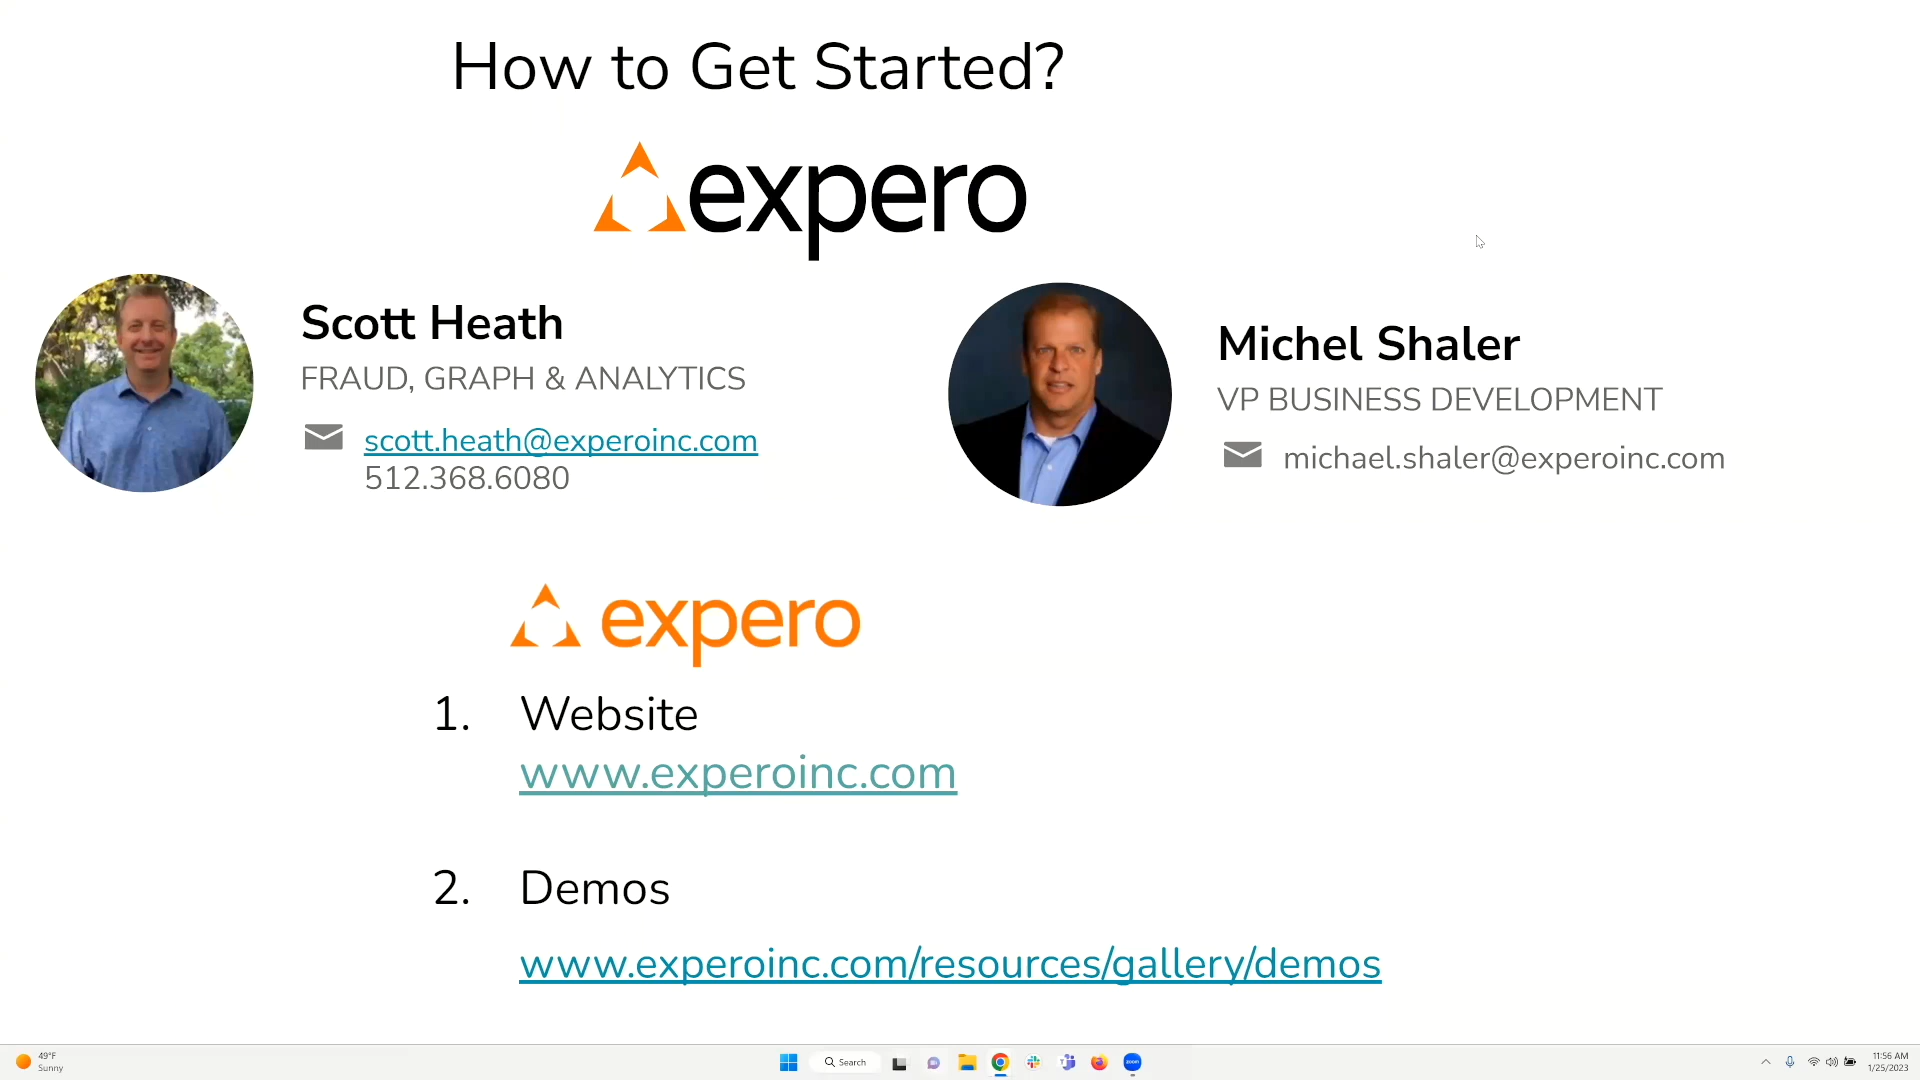 How to Get Started?
expero
Scott Heath
FRAUD, GRAPH & ANALYTICS
scott.heath@experoinc.com
512.368.6080
Michel Shaler
VP BUSINESS DEVELOPMENT
michael.shaler@experoinc.com
expero
1. Website
www.experoinc.com
2. Demos
www.experoinc.com/resources/gallery/demos
49°F
Sunny
Search
zoom
11:56 AM
1/25/2023